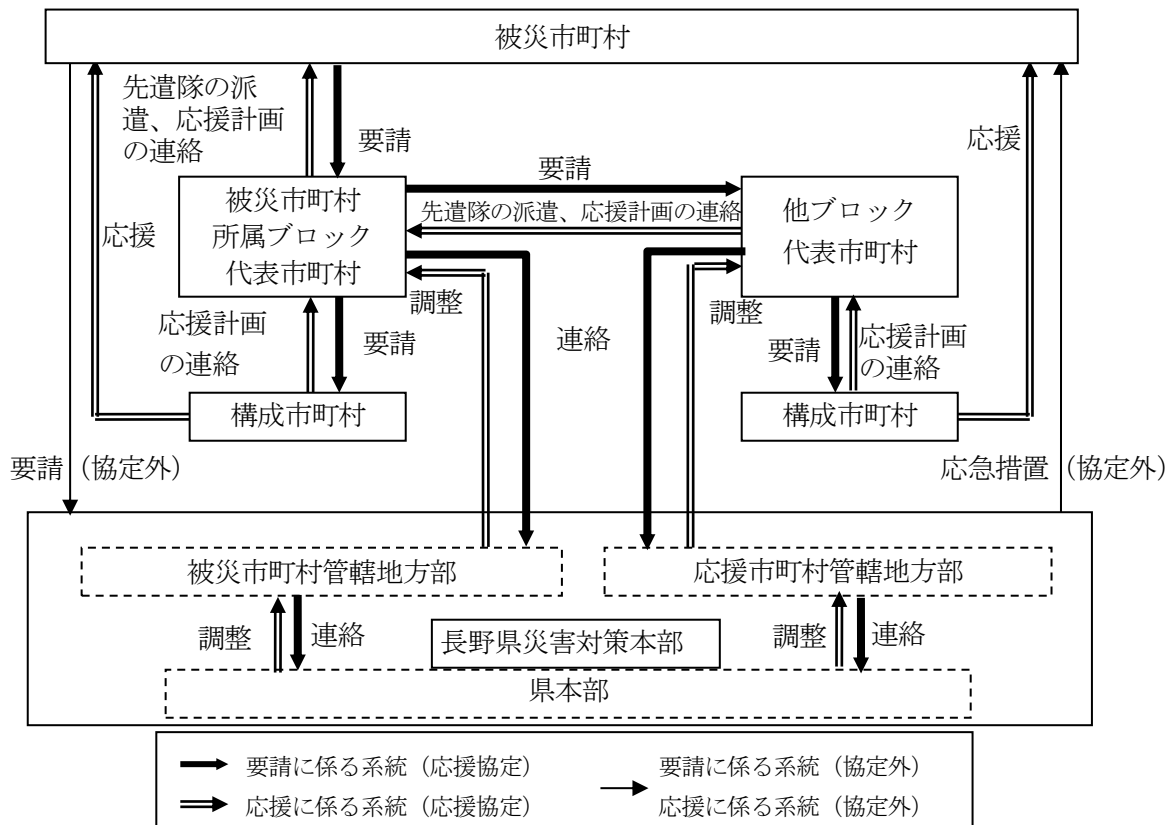 被災市町村
先遣隊の派
遣、応援計画
の連絡
要請
応援
応援
被災市町村
所属ブロック
代表市町村
要請
先遣隊の派遣、応援計画の連絡
他ブロック
代表市町村
調整
調整
応援計画
の連絡
要請
連絡
要請
応援計画
の連絡
構成市町村
構成市町村
要請（協定外）
応急措置（協定外）
被災市町村管轄地方部
応援市町村管轄地方部
調整
連絡
長野県災害対策本部
調整
連絡
県本部
要請に係る系統（応援協定）
応援に係る系統（応援協定）
要請に係る系統（協定外）
応援に係る系統（協定外）